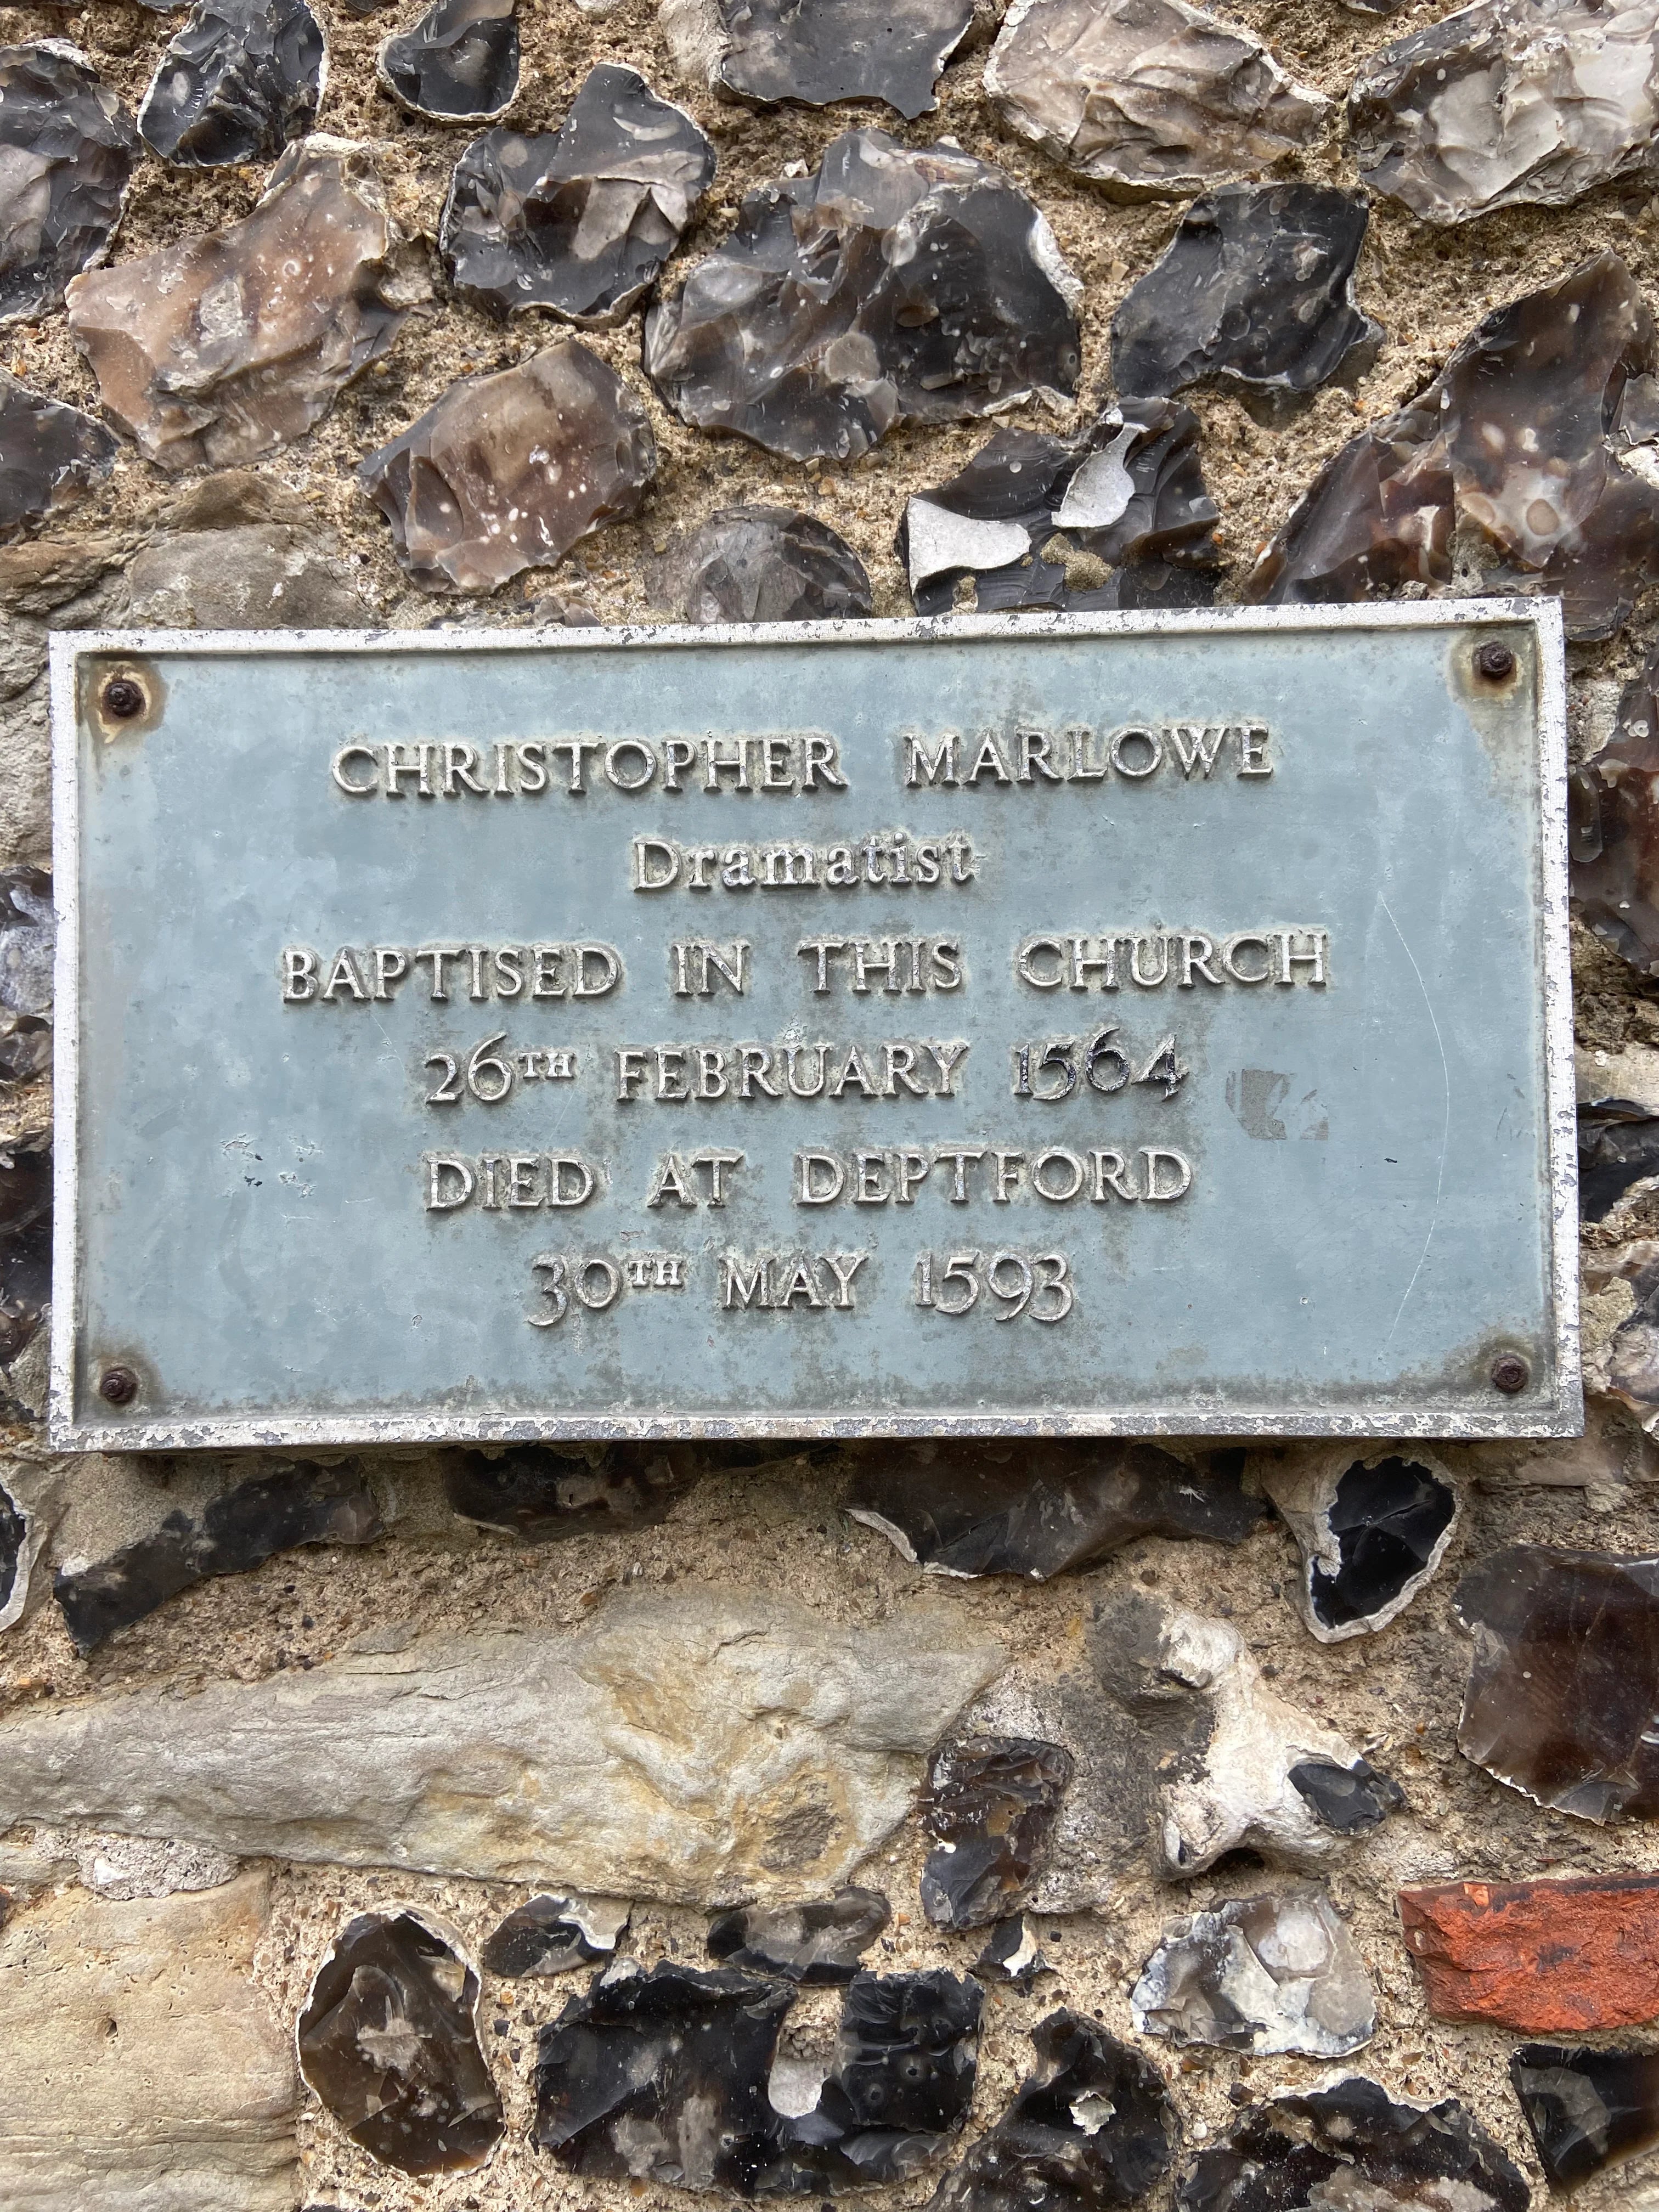 CHRISTOPHER MARLOWE
Dramatist
BAPTISED IN THIS CHURCH
26TH FEBRUARY 1564
DIED AT DEPTFORD
30TH MAY 1593